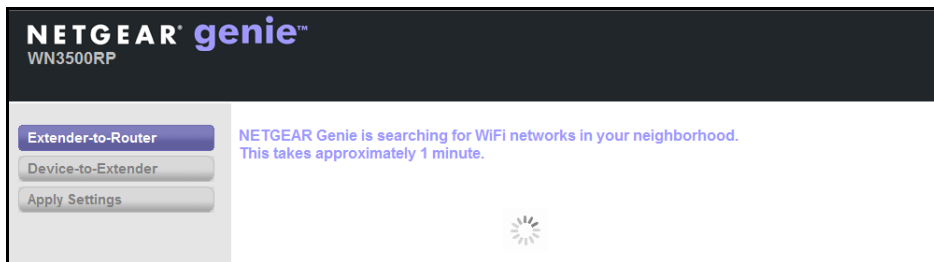 NETGEAR® genie™
WN3500RP
Extender-to-Router
Device-to-Extender
Apply Settings
NETGEAR Genie is searching for WiFi networks in your neighborhood.
This takes approximately 1 minute.